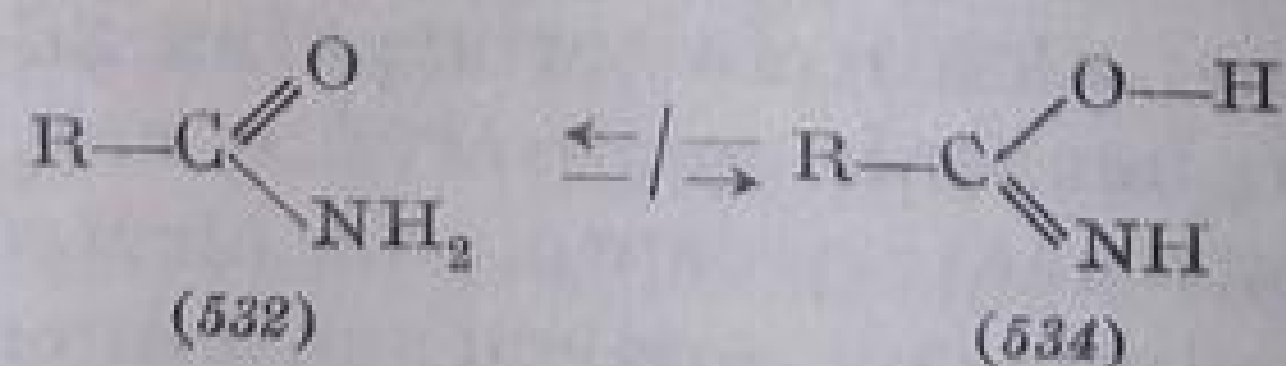 O O—H
R—C R—C
NH₂ NH
(532) (534)